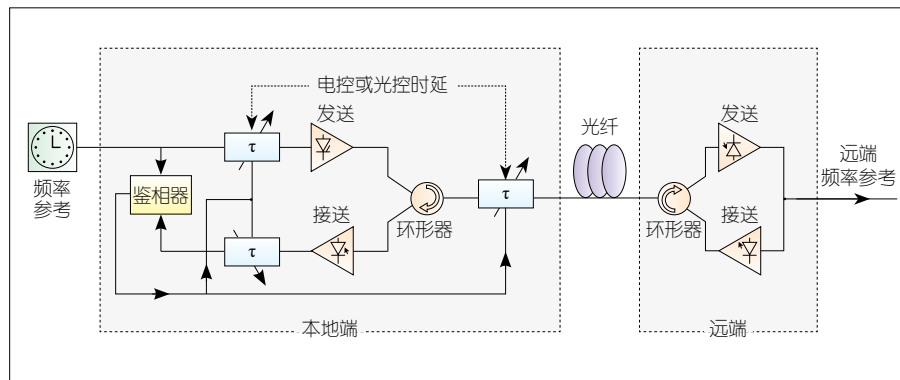 电控或光控时延
发送
τ
频率
参考
鉴相器
τ
接送
环形器
τ
光纤
本地端
发送
环形器
接送
远端
频率参考
远端